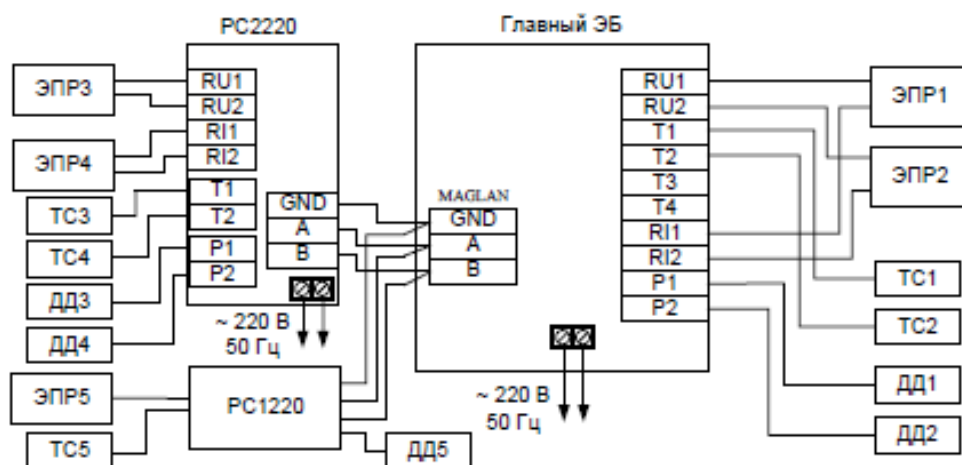 PC2220
Главный ЭБ
ЭПР3
ЭПР4
ТС3
ТС4
ДД3
ДД4
ЭПР5
ТС5
RU1
RU2
RI1
RI2
T1
T2
P1
P2
GND
A
B
~ 220 В
50 Гц
PC1220
ДД5
MAGLAN
GND
A
B
~ 220 В
50 Гц
RU1
RU2
T1
T2
T3
T4
RI1
RI2
P1
P2
ЭПР1
ЭПР2
ТС1
ТС2
ДД1
ДД2